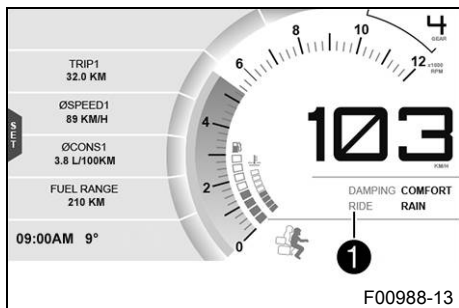 8
10
4
GEAR
6
12 x1000
RPM
TRIP1
32.0 KM
ØSPEED1
89 KM/H
SET
4
ØCONS1
3.8 L/100KM
103
KM/H
FUEL RANGE
210 KM
2
DAMPING COMFORT
RIDE RAIN
09:00AM 9°
0
1
F00988-13